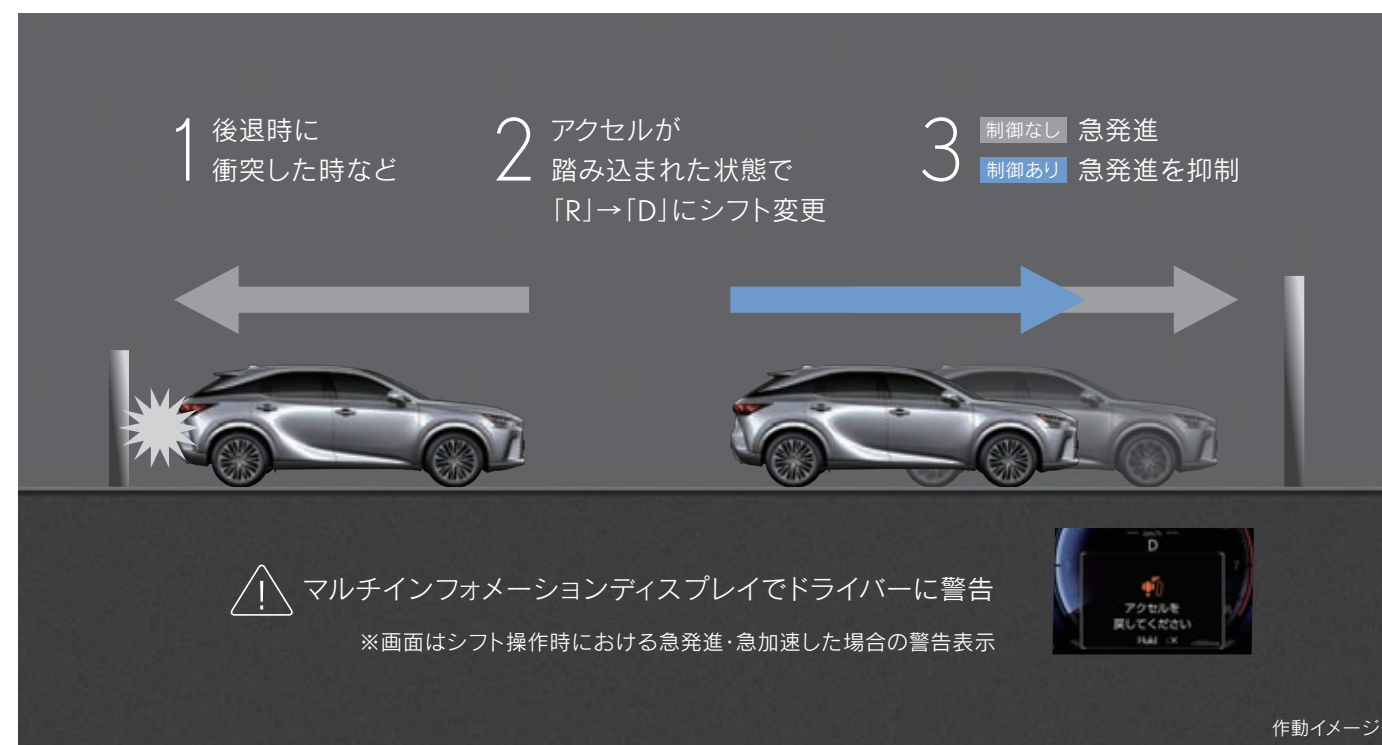 1 後退時に
衝突した時など
2 アクセルが
踏み込まれた状態で
「R」→「D」にシフト変更
3 制御なし 急発進
制御あり 急発進を抑制
D
アクセルを
戻してください
マルチインフォメーションディスプレイでドライバーに警告
※画面はシフト操作時における急発進・急加速した場合の警告表示
作動イメージ